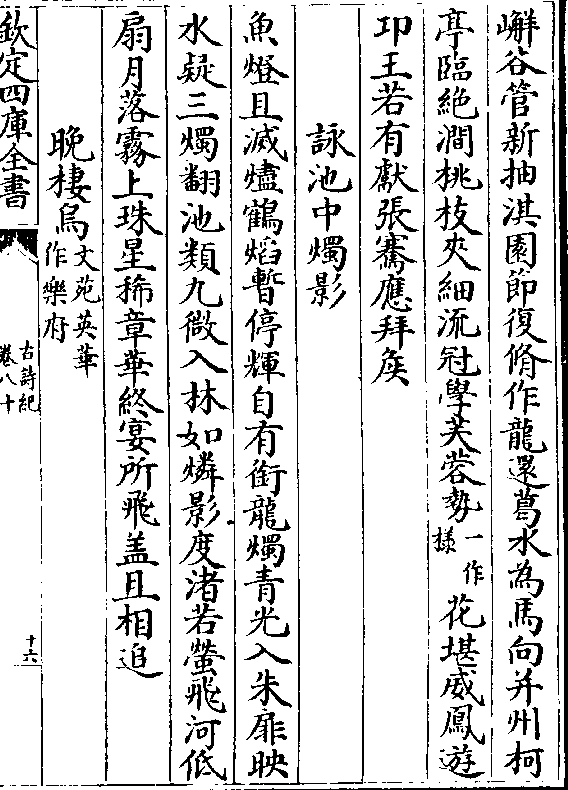 嶰谷管新抽淇園節復脩作龍還葛水為馬向并州柯
亭臨絕澗桃枝夾細流冠學芙蓉勢一作樣花堪威鳳遊
卭王若有獻張騫應拜侯
詠池中燭影
魚燈且滅燼鶴焰暫停輝自有銜龍燭青光入朱扉映
水疑三燭翻池類九微入林如燐影度渚若螢飛河低
扇月落霧上珠星稀章華終宴所飛盖且相追
晚棲烏文苑英華作樂府
欽定四庫全書
古詩紀卷八十
十六